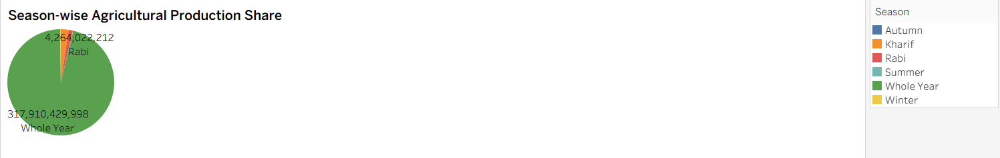 Season-wise Agricultural Production Share
4,264,022,212
Rabi
317,910,429,998
Whole Year
Season
Autumn
Kharif
Rabi
Summer
Whole Year
Winter